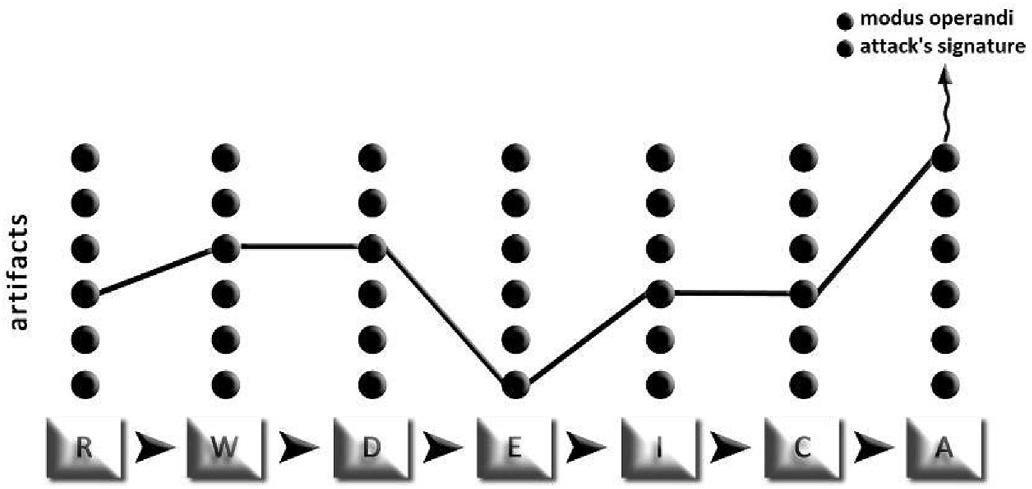 modus operandi
attack's signature
artifacts
R W D E I C A